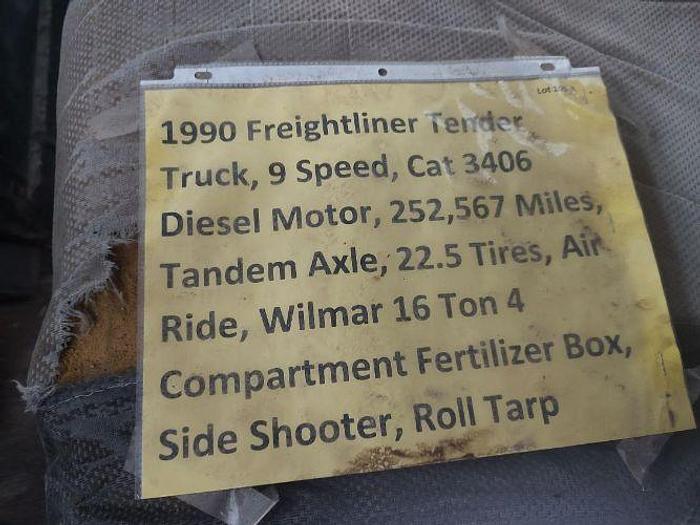 Lot
1990 Freightliner Tender
Truck, 9 Speed, Cat 3406
Diesel Motor, 252,567 Miles,
Tandem Axle, 22.5 Tires, Air
Ride, Wilmar 16 Ton 4
Compartment Fertilizer Box,
Side Shooter, Roll Tarp